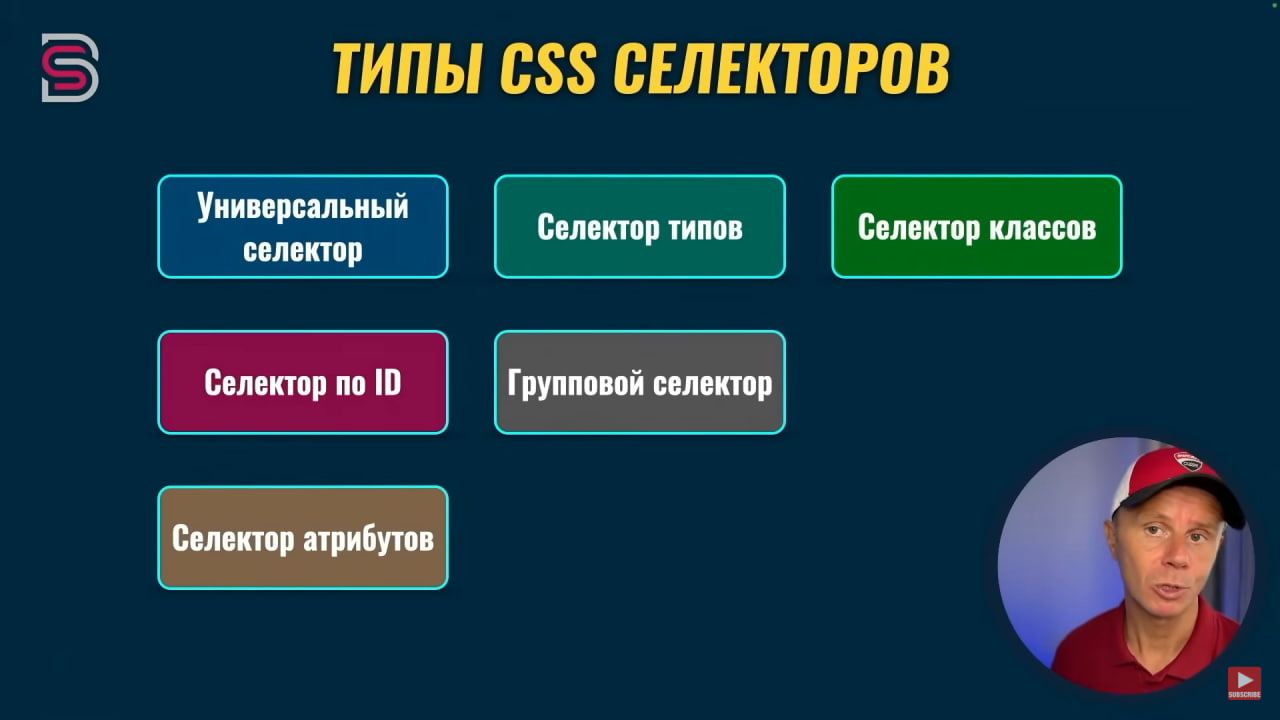 ТИПЫ CSS СЕЛЕКТОРОВ
Универсальный
селектор
Селектор типов
Селектор классов
Селектор по ID
Групповой селектор
Селектор атрибутов
SUBSCRIBE